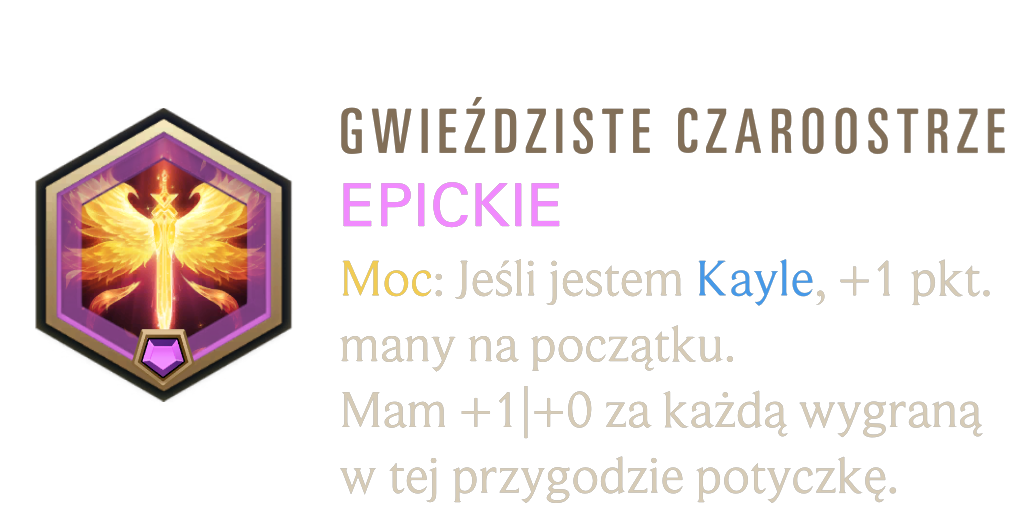 GWIEŹDZISTE CZAROOSTRZE
EPICKIE
Moc: Jeśli jestem Kayle, +1 pkt.
many na początku.
Mam +1|+0 za każdą wygraną
w tej przygodzie potyczkę.